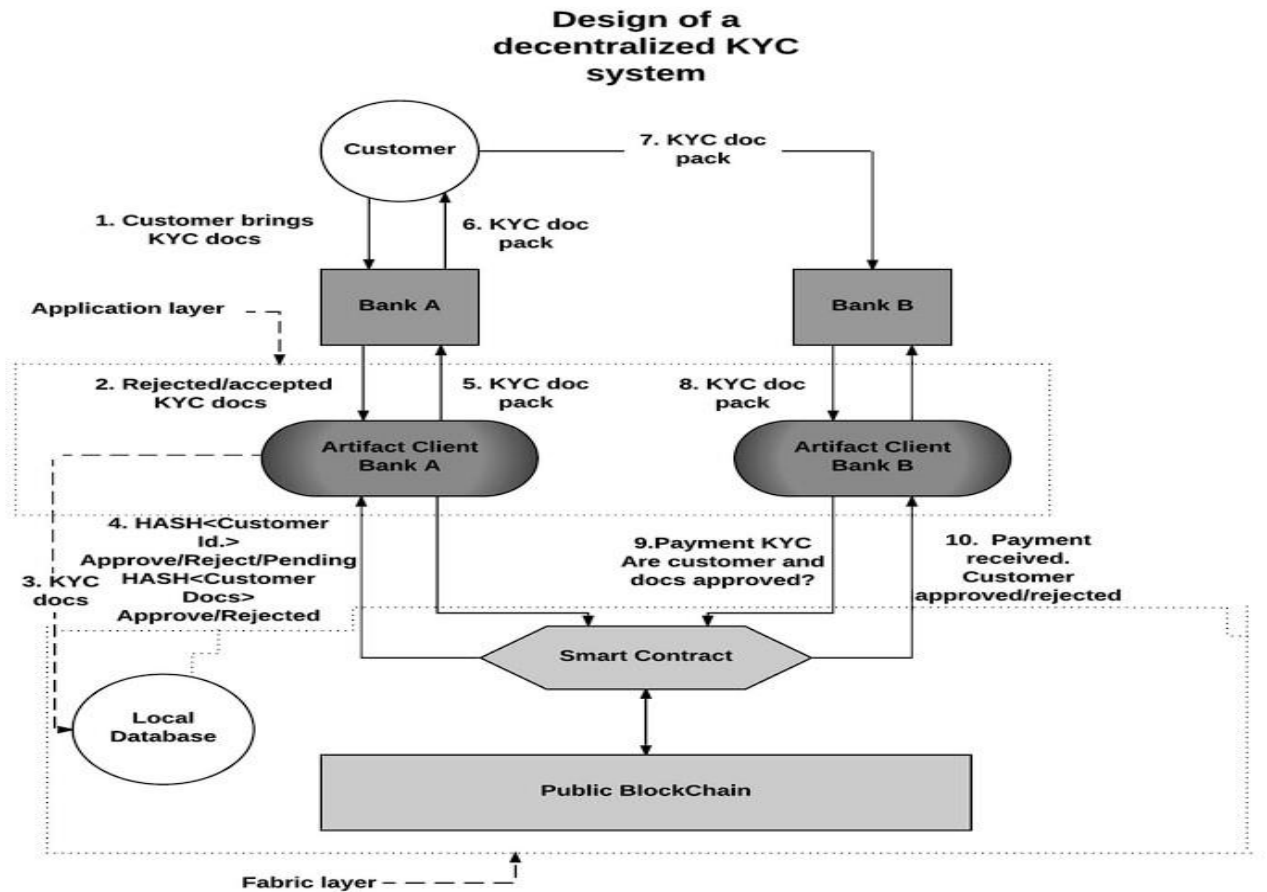 Design of a
decentralized KYC
system
Customer
7. KYC doc
pack
1. Customer brings
KYC docs
6. KYC doc
pack
Bank A
Bank B
Application layer
2. Rejected/accepted
KYC docs
5. KYC doc
pack
8. KYC doc
pack
Artifact Client
Bank A
Artifact Client
Bank B
3. KYC
docs
4. HASH<Customer
Id.>
Approve/Reject/Pending
HASH<Customer
Docs>
Approve/Rejected
9.Payment KYC
Are customer and
docs approved?
10. Payment
received.
Customer
approved/rejected
Smart Contract
Local
Database
Public BlockChain
Fabric layer